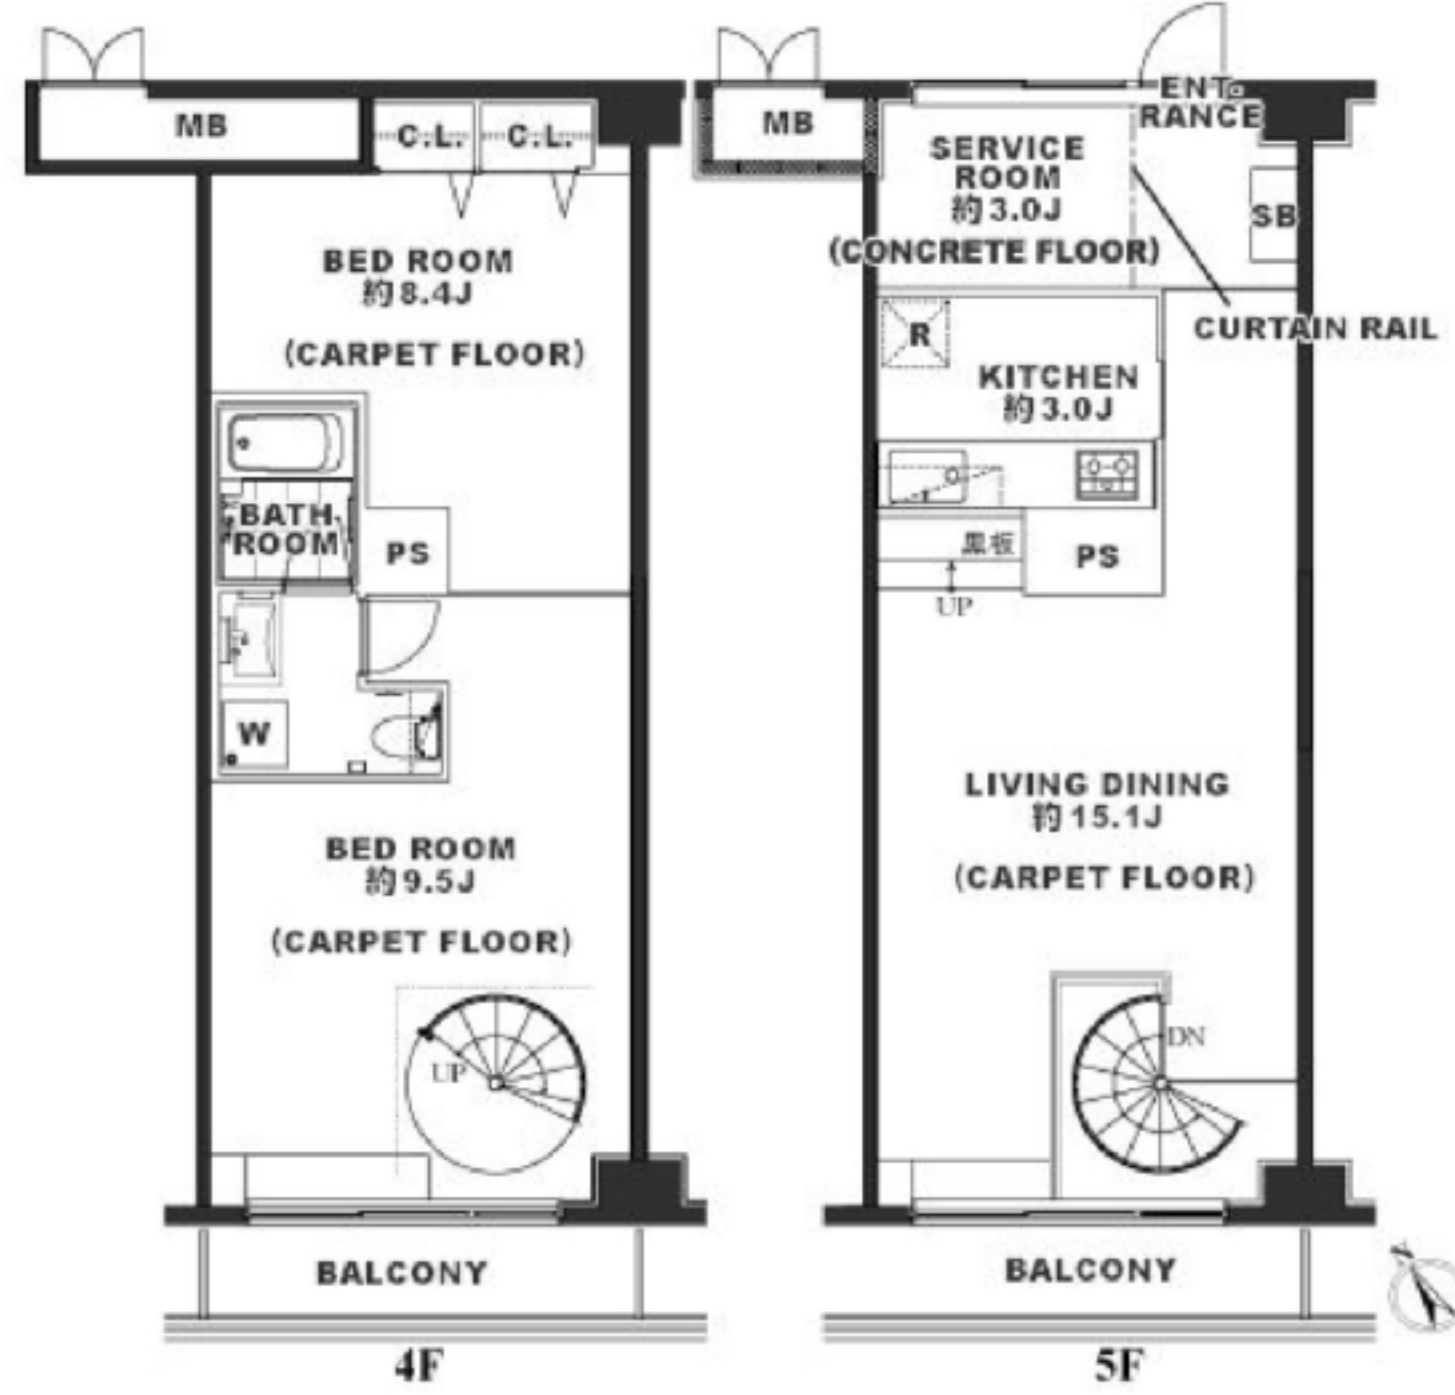 MB
C.L.
C.L.
BED ROOM
約8.4J
(CARPET FLOOR)
BATH
ROOM
PS
W
BED ROOM
約9.5J
(CARPET FLOOR)
UP
BALCONY
4F
MB
ENT-
RANCE
SERVICE
ROOM
約3.0J
(CONCRETE FLOOR)
SB
CURTAIN RAIL
R
KITCHEN
約3.0J
黒板
PS
UP
LIVING DINING
約15.1J
(CARPET FLOOR)
DN
BALCONY
5F